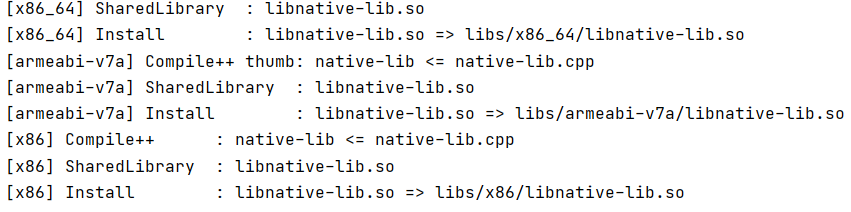 [x86_64] SharedLibrary  : libnative-lib.so
[x86_64] Install        : libnative-lib.so => libs/x86_64/libnative-lib.so
[armeabi-v7a] Compile++ thumb: native-lib <= native-lib.cpp
[armeabi-v7a] SharedLibrary  : libnative-lib.so
[armeabi-v7a] Install        : libnative-lib.so => libs/armeabi-v7a/libnative-lib.so
[x86] Compile++      : native-lib <= native-lib.cpp
[x86] SharedLibrary  : libnative-lib.so
[x86] Install        : libnative-lib.so => libs/x86/libnative-lib.so